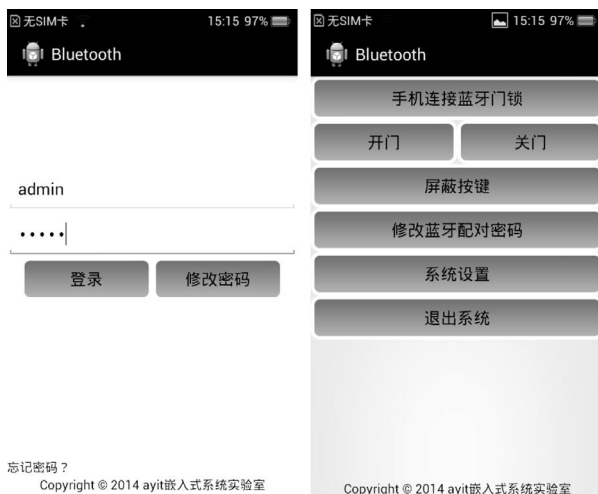 无SIM卡 15:15 97%
Bluetooth
admin
•••••
登录 修改密码
忘记密码？
Copyright © 2014 ayit嵌入式系统实验室
无SIM卡 15:15 97%
Bluetooth
手机连接蓝牙门锁
开门 关门
屏蔽按键
修改蓝牙配对密码
系统设置
退出系统
Copyright © 2014 ayit嵌入式系统实验室